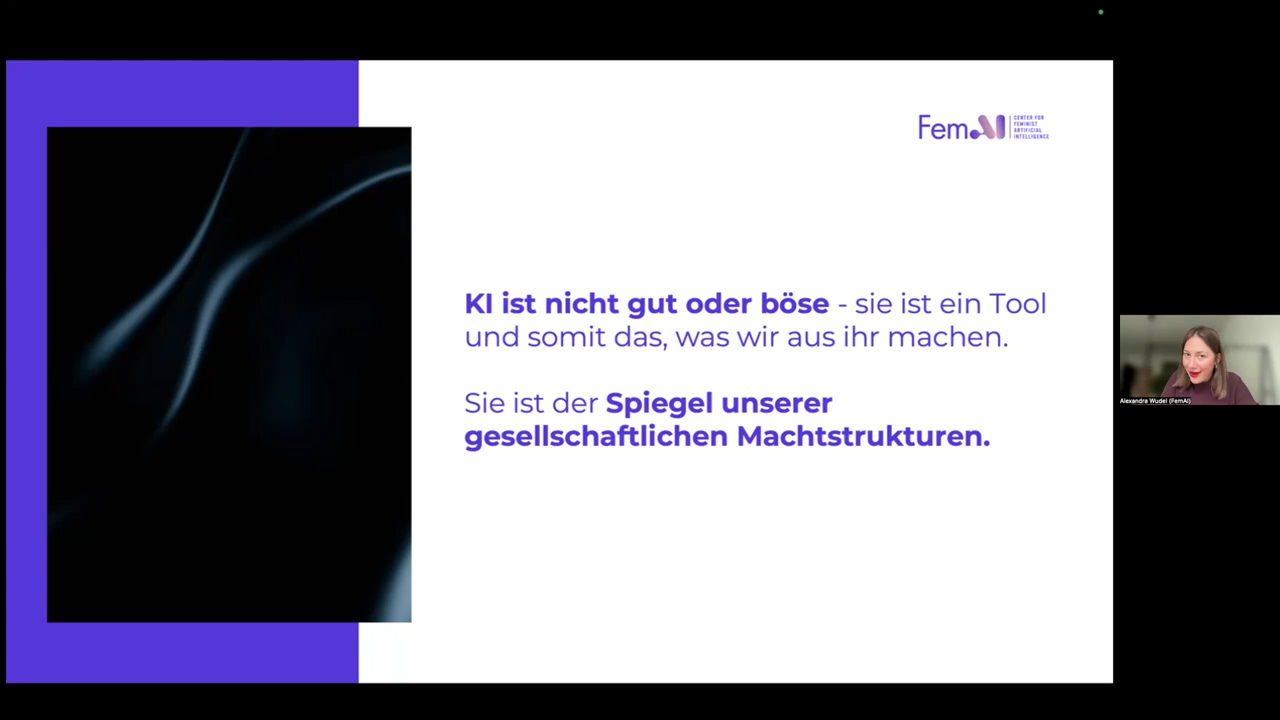 FemAI
CENTER FOR
FEMINIST
ARTIFICIAL
INTELLIGENCE
KI ist nicht gut oder böse - sie ist ein Tool
und somit das, was wir aus ihr machen.
Sie ist der Spiegel unserer
gesellschaftlichen Machtstrukturen.
Alexandra Wudel (FemAI)